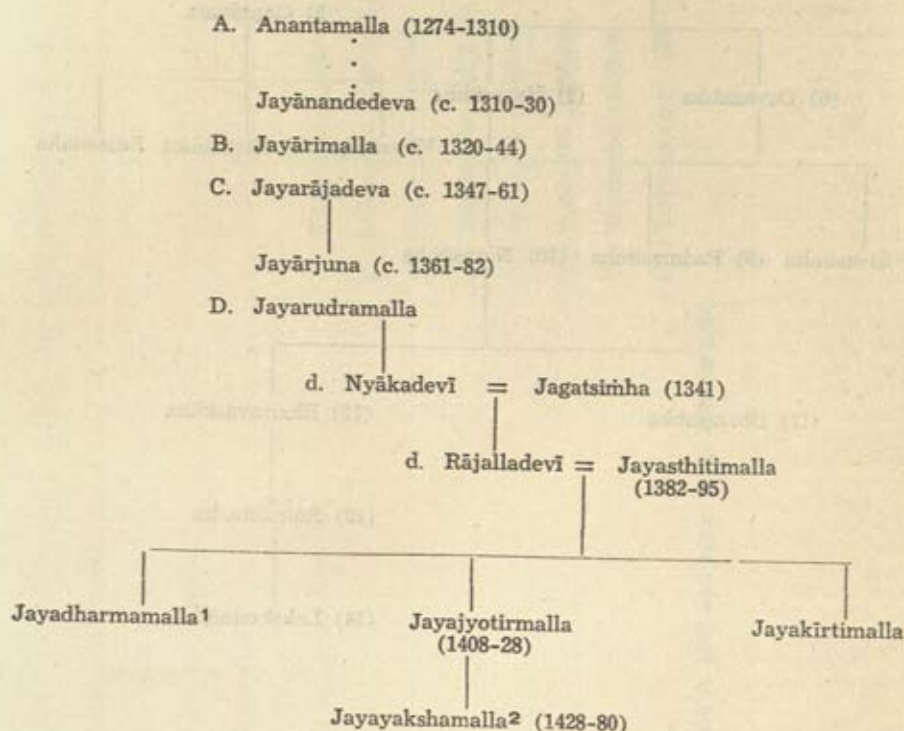 A. Anantamalla (1274-1310)
Jayānandedeva (c. 1310-30)
B. Jayārimalla (c. 1320-44)
C. Jayarājadeva (c. 1347-61)
Jayārjuna (c. 1361-82)
D. Jayarudramalla
d. Nyākadevī = Jagatsiṁha (1341)
d. Rājalladevī = Jayasthitimalla
(1382-95)
Jayadharmamalla¹ Jayajyotirmalla Jayakīrtimalla
(1408-28)
Jayayakshamalla² (1428-80)